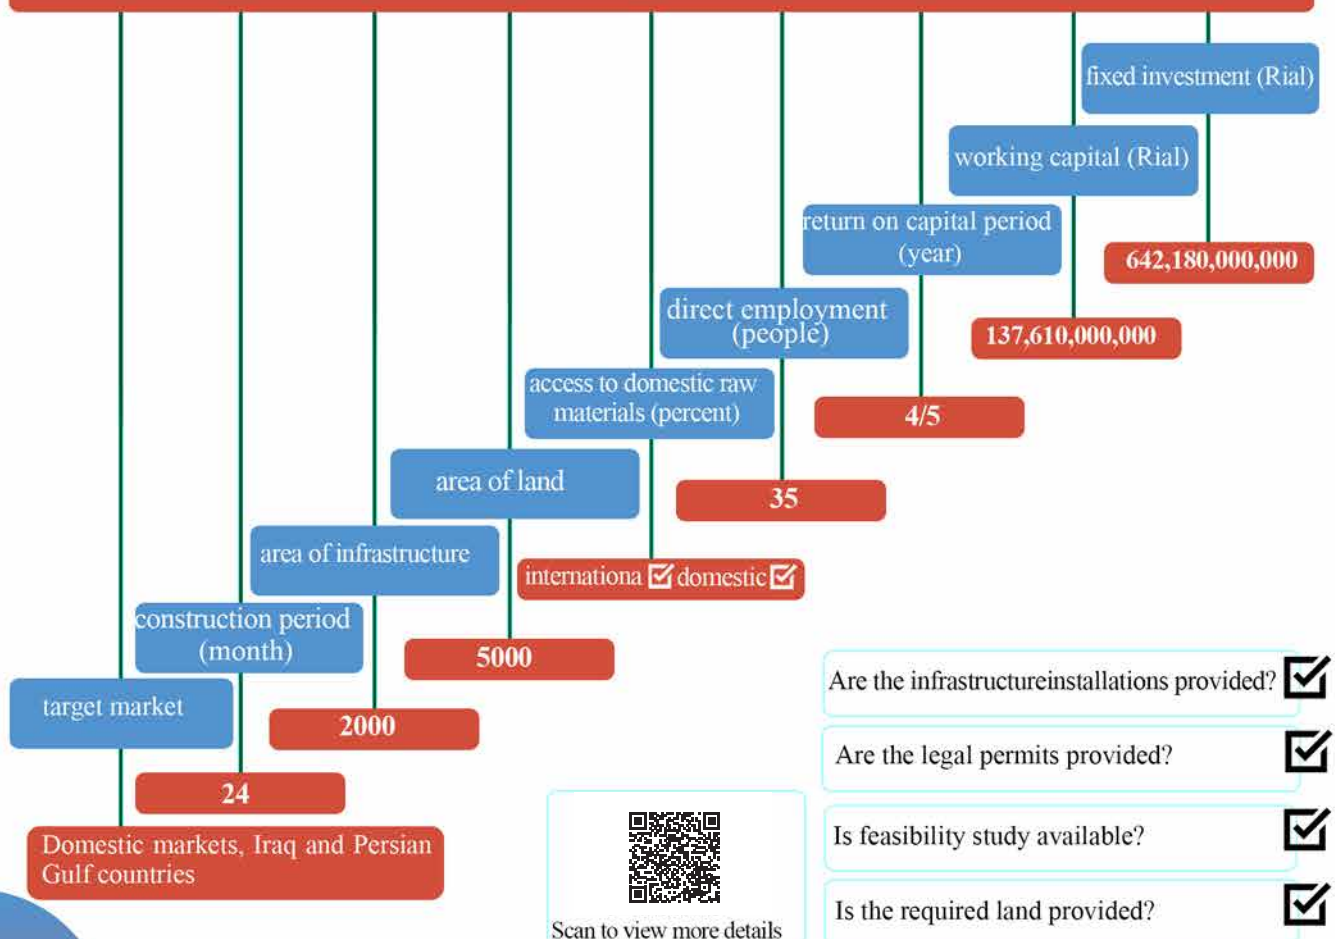 fixed investment (Rial)
642,180,000,000
working capital (Rial)
137,610,000,000
return on capital period
(year)
4/5
direct employment
(people)
35
access to domestic raw
materials (percent)
internationa domestic
area of land
5000
area of infrastructure
2000
construction period
(month)
24
target market
Domestic markets, Iraq and Persian
Gulf countries
Are the infrastructureinstallations provided?
Are the legal permits provided?
Is feasibility study available?
Is the required land provided?
Scan to view more details